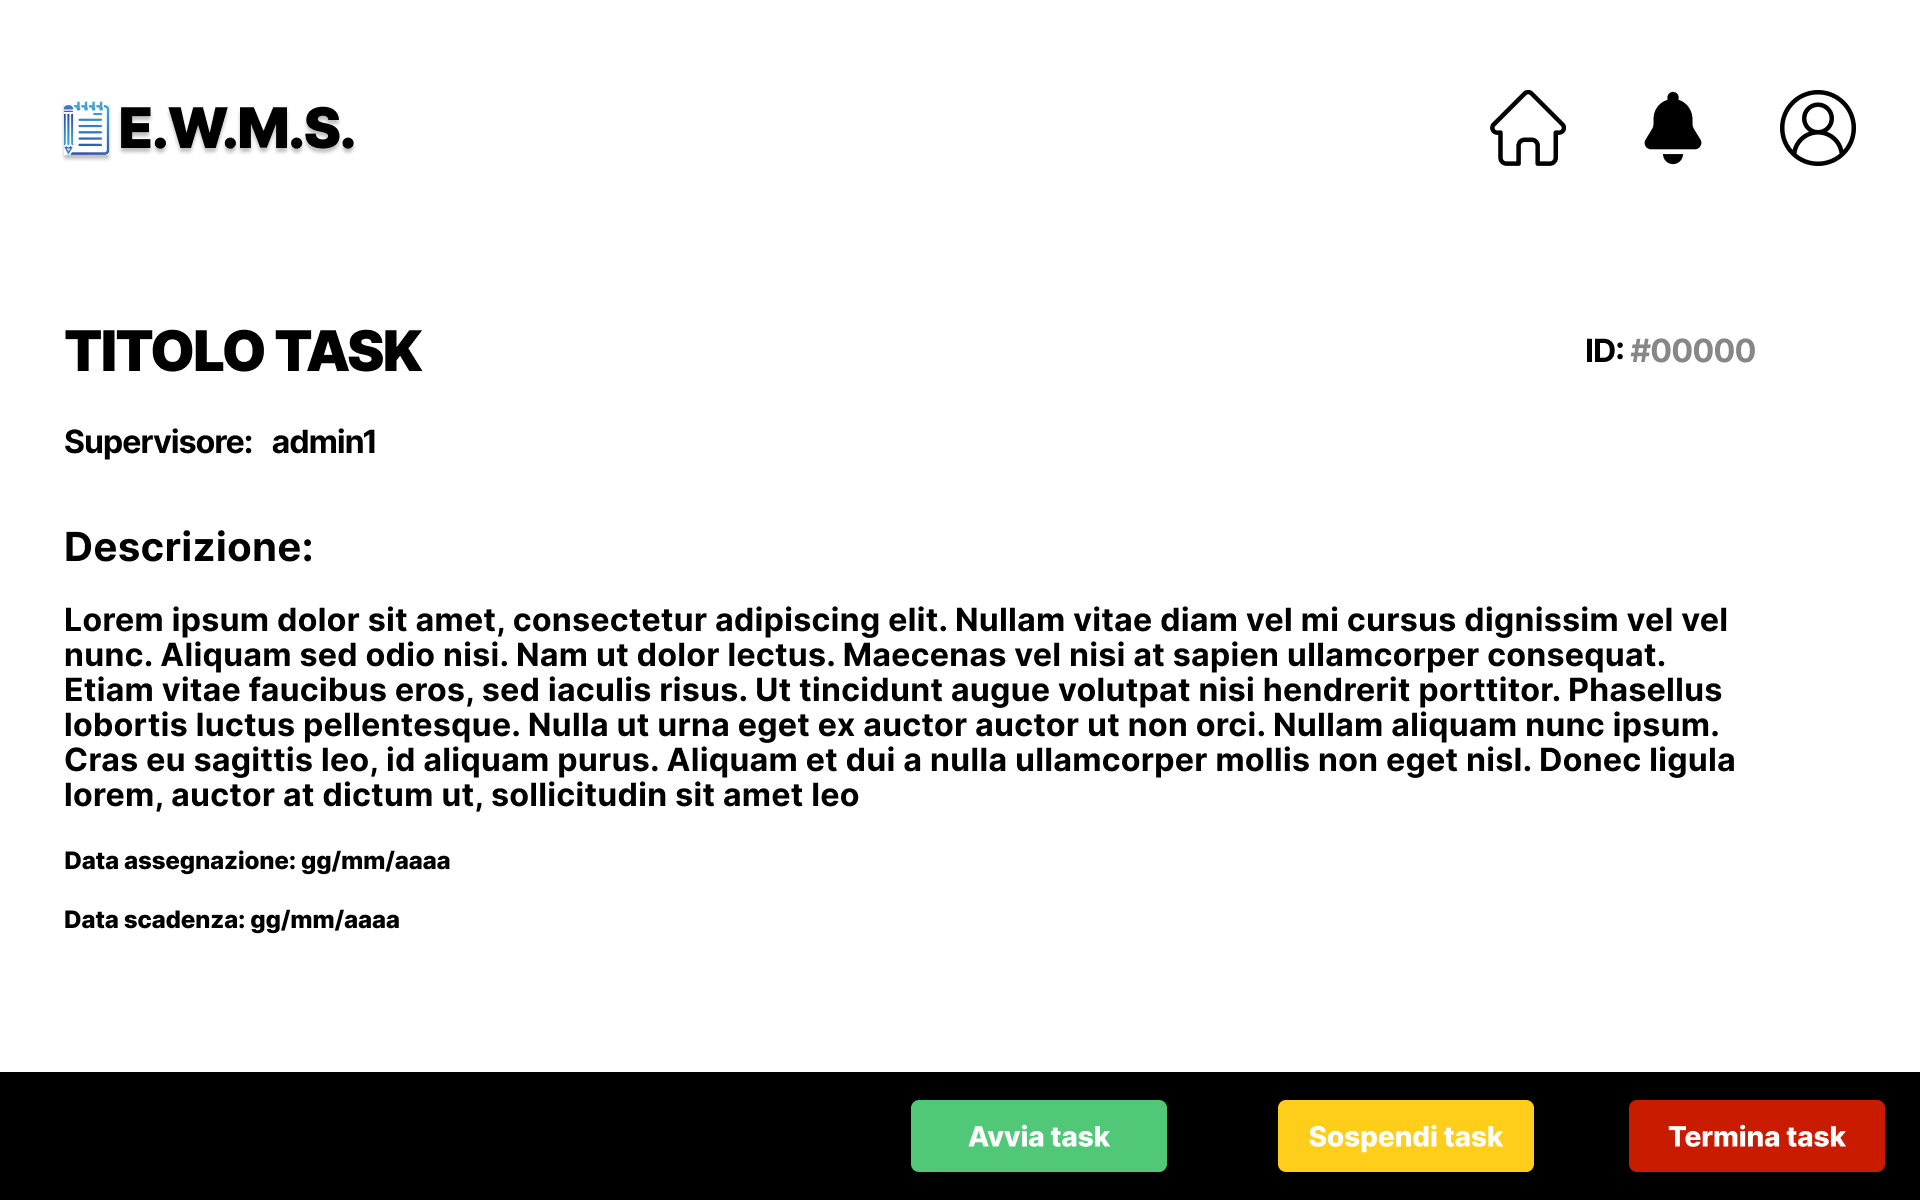 E.W.M.S.
TITOLO TASK
ID: #00000
Supervisore: admin1
Descrizione:
Lorem ipsum dolor sit amet, consectetur adipiscing elit. Nullam vitae diam vel mi cursus dignissim vel vel
nunc. Aliquam sed odio nisi. Nam ut dolor lectus. Maecenas vel nisi at sapien ullamcorper consequat.
Etiam vitae faucibus eros, sed iaculis risus. Ut tincidunt augue volutpat nisi hendrerit porttitor. Phasellus
lobortis luctus pellentesque. Nulla ut urna eget ex auctor auctor ut non orci. Nullam aliquam nunc ipsum.
Cras eu sagittis leo, id aliquam purus. Aliquam et dui a nulla ullamcorper mollis non eget nisl. Donec ligula
lorem, auctor at dictum ut, sollicitudin sit amet leo
Data assegnazione: gg/mm/aaaa
Data scadenza: gg/mm/aaaa
Avvia task
Sospendi task
Termina task